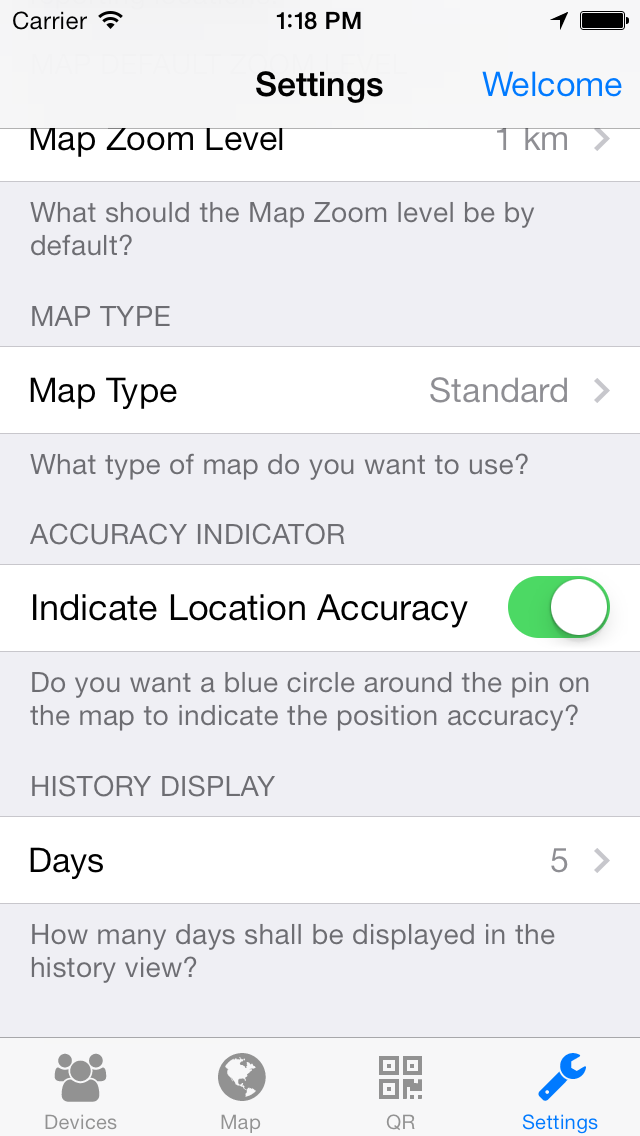 Carrier 1:18 PM
MAP DEFAULT ZOOM LEVEL
Settings Welcome
Map Zoom Level 1 km
What should the Map Zoom level be by
default?
MAP TYPE
Map Type Standard
What type of map do you want to use?
ACCURACY INDICATOR
Indicate Location Accuracy
Do you want a blue circle around the pin on
the map to indicate the position accuracy?
HISTORY DISPLAY
Days 5
How many days shall be displayed in the
history view?
Devices Map QR Settings